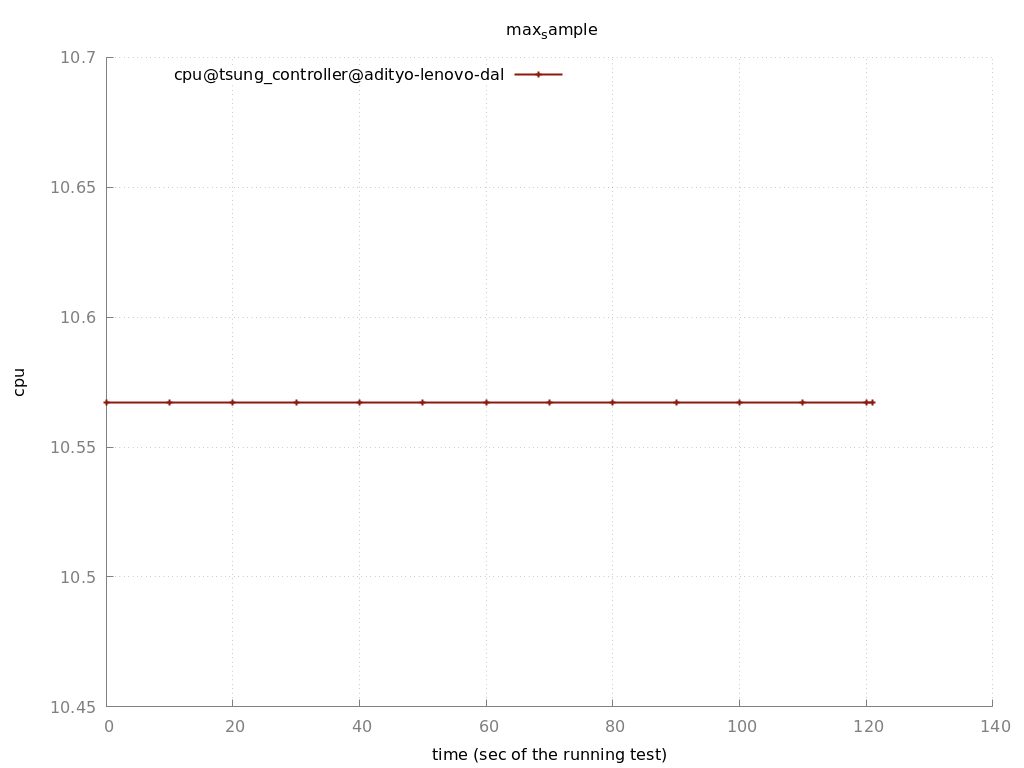 maxsample
10.7
cpu@tsung_controller@adityo-lenovo-dal
10.65
10.6
cpu
10.55
10.5
10.45
0 20 40 60 80 100 120 140
time (sec of the running test)